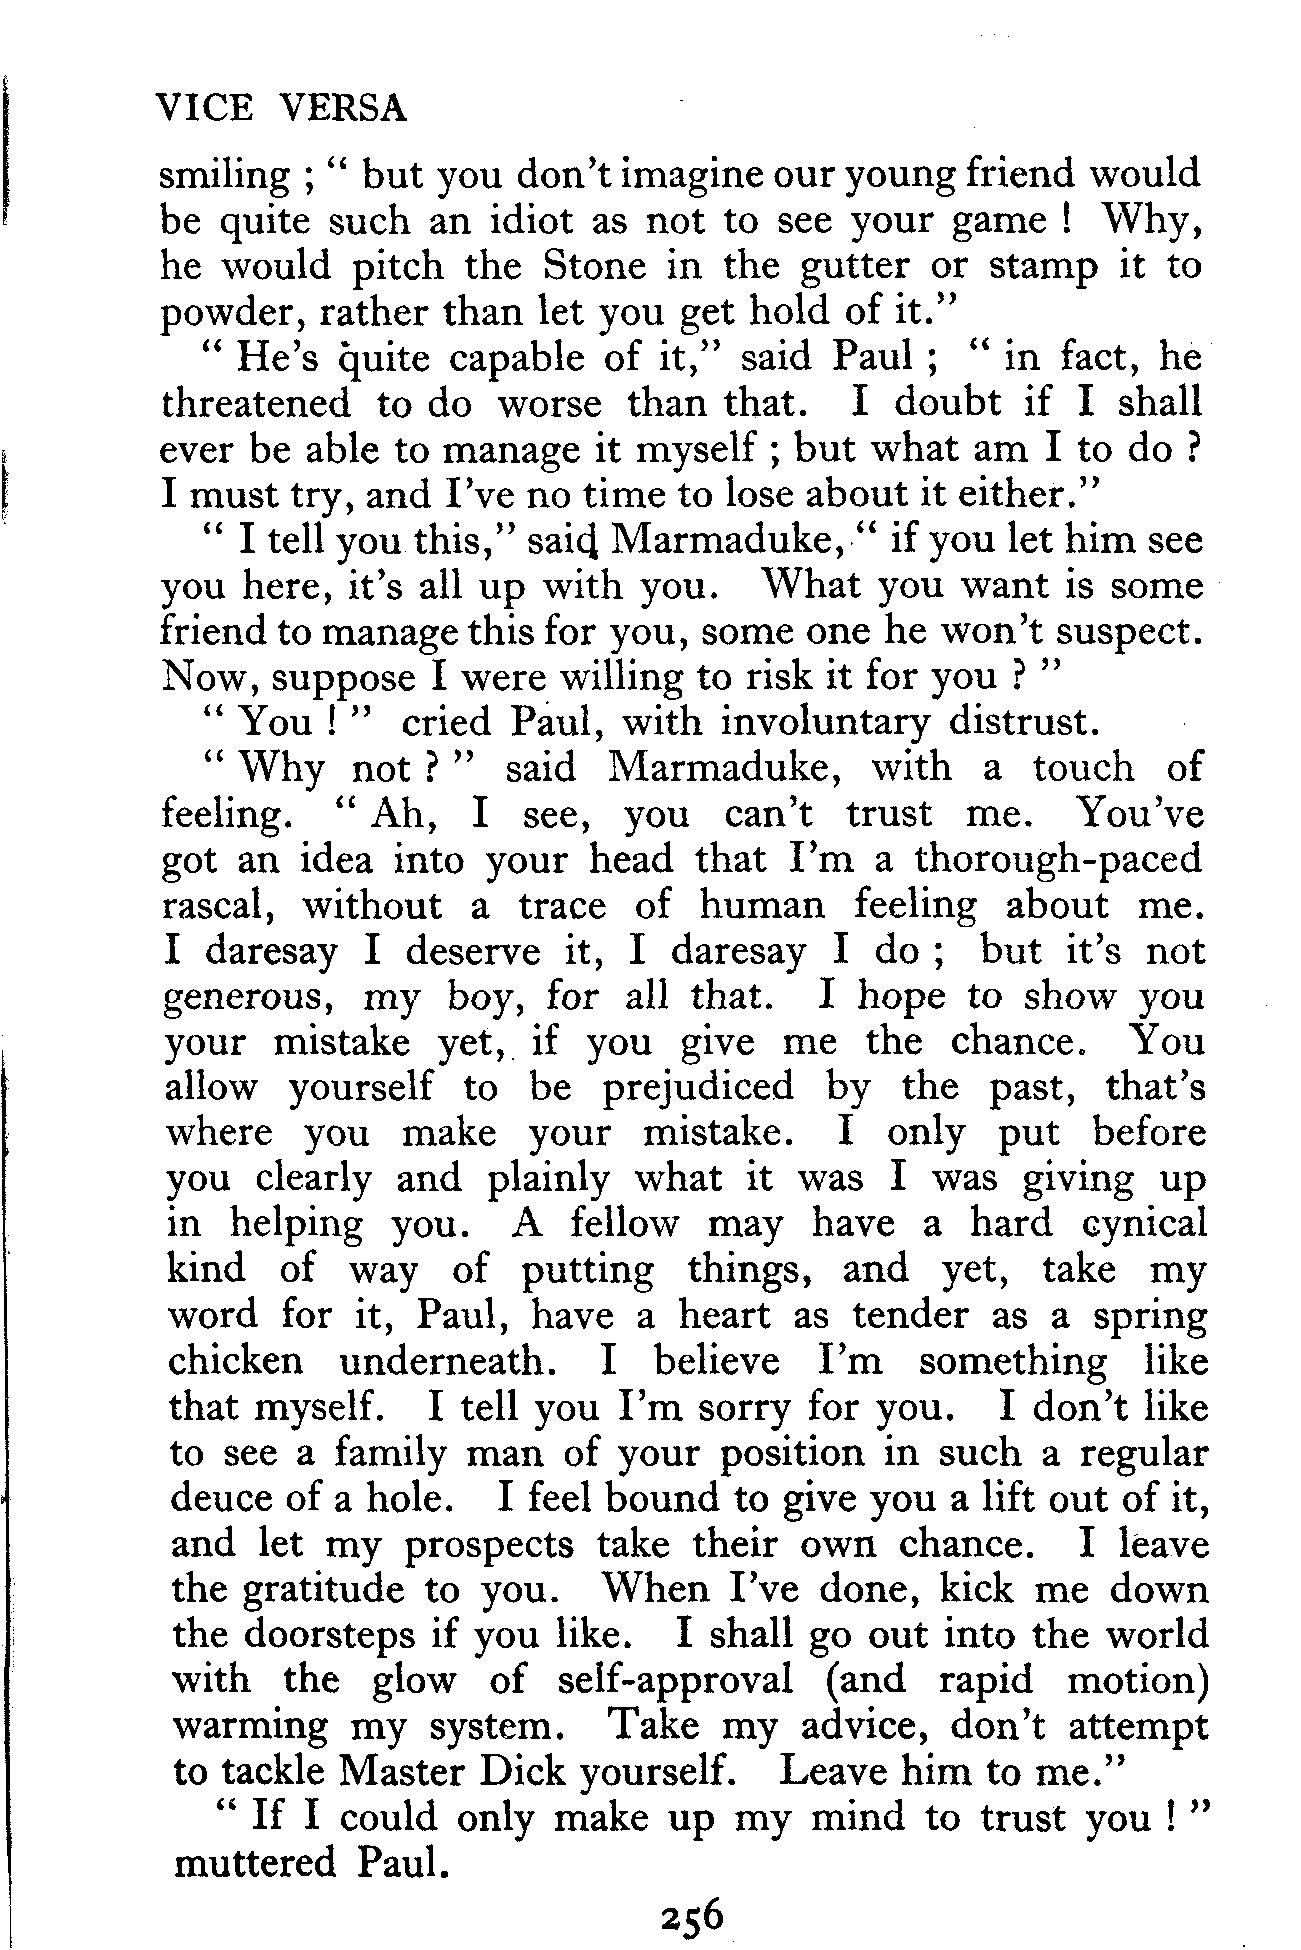 VICE VERSA
smiling ; “ but you don't imagine our young friend would
be quite such an idiot as not to see your game ! Why,
he would pitch the Stone in the gutter or stamp it to
powder, rather than let you get hold of it.”
“ He's quite capable of it,” said Paul ; “ in fact, he
threatened to do worse than that. I doubt if I shall
ever be able to manage it myself ; but what am I to do ?
I must try, and I've no time to lose about it either.”
“ I tell you this,” said Marmaduke, “ if you let him see
you here, it's all up with you. What you want is some
friend to manage this for you, some one he won't suspect.
Now, suppose I were willing to risk it for you ? ”
“ You ! ” cried Paul, with involuntary distrust.
“ Why not ? ” said Marmaduke, with a touch of
feeling. “ Ah, I see, you can't trust me. You've
got an idea into your head that I'm a thorough-paced
rascal, without a trace of human feeling about me.
I daresay I deserve it, I daresay I do ; but it's not
generous, my boy, for all that. I hope to show you
your mistake yet, if you give me the chance. You
allow yourself to be prejudiced by the past, that's
where you make your mistake. I only put before
you clearly and plainly what it was I was giving up
in helping you. A fellow may have a hard cynical
kind of way of putting things, and yet, take my
word for it, Paul, have a heart as tender as a spring
chicken underneath. I believe I'm something like
that myself. I tell you I'm sorry for you. I don't like
to see a family man of your position in such a regular
deuce of a hole. I feel bound to give you a lift out of it,
and let my prospects take their own chance. I leave
the gratitude to you. When I've done, kick me down
the doorsteps if you like. I shall go out into the world
with the glow of self-approval (and rapid motion)
warming my system. Take my advice, don't attempt
to tackle Master Dick yourself. Leave him to me.”
“ If I could only make up my mind to trust you ! ”
muttered Paul.
256